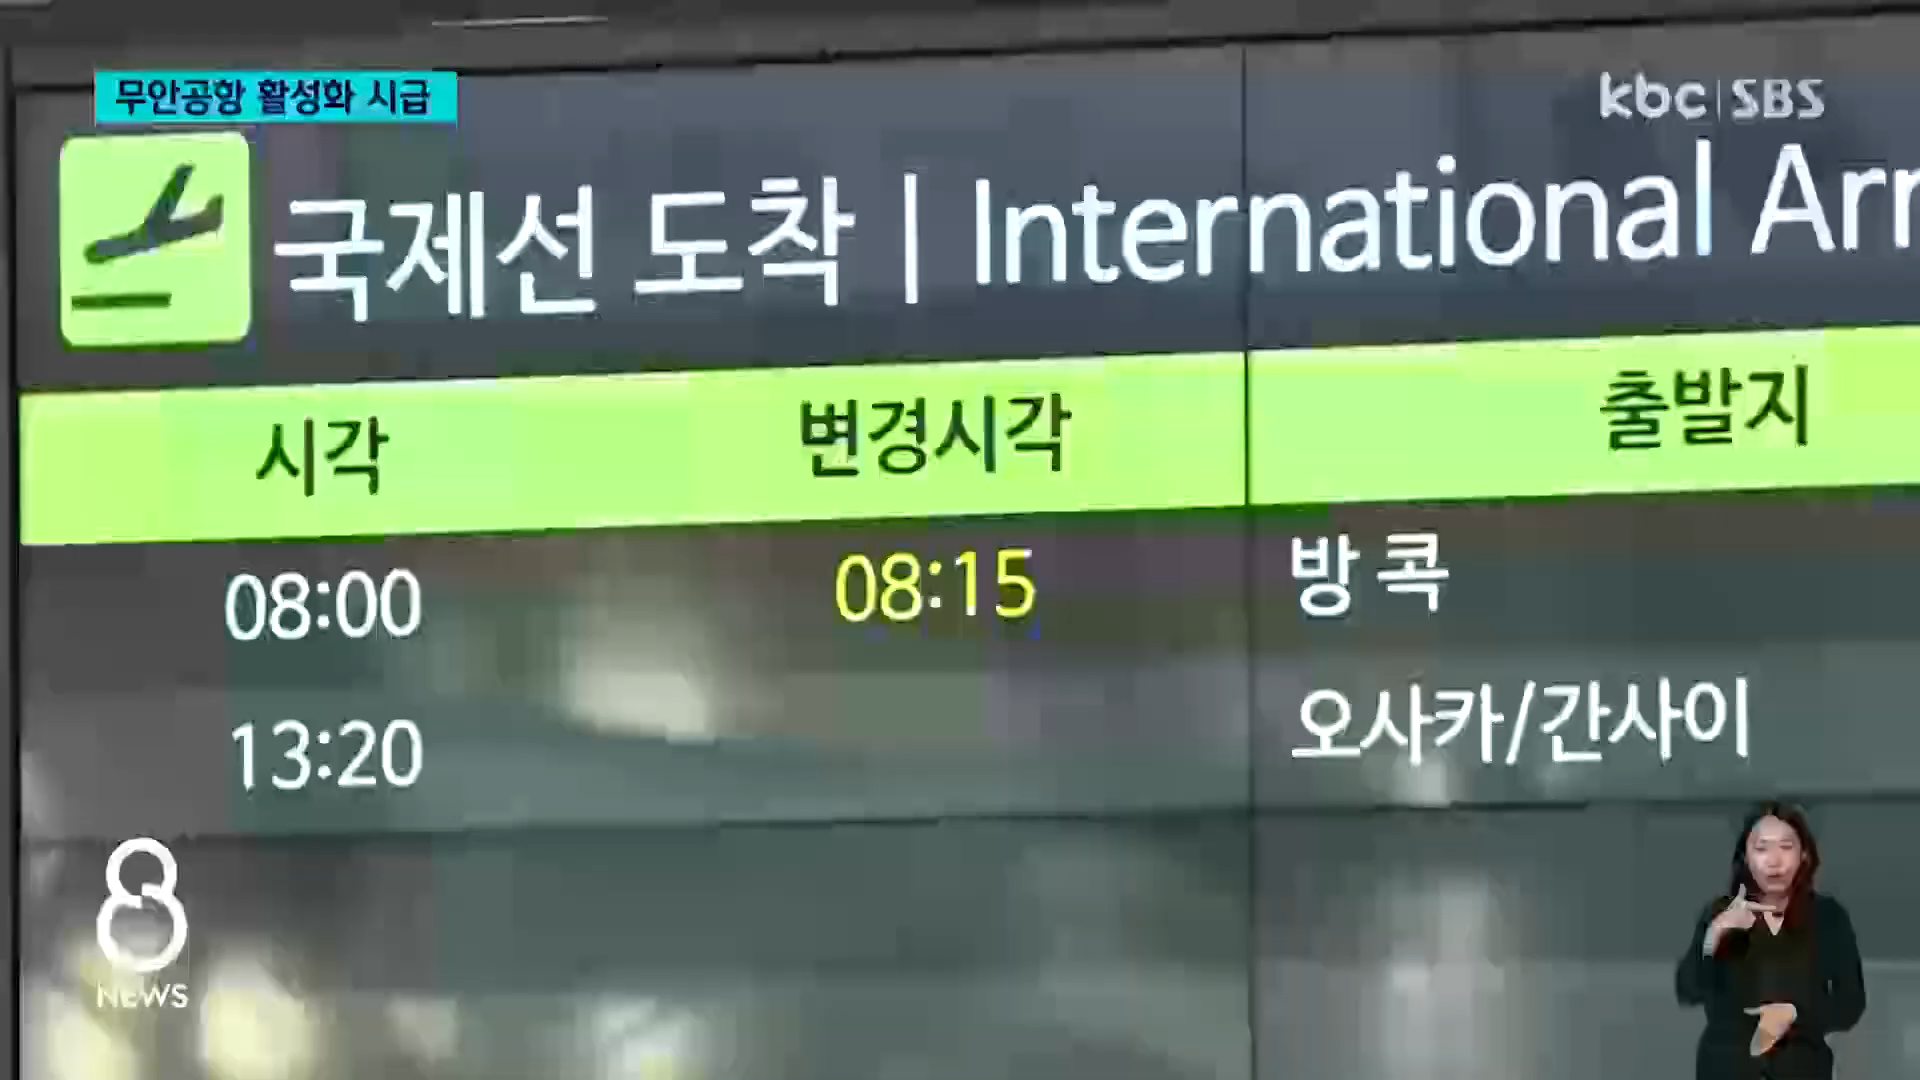 무안공항 활성화 시급
kbc SBS
국제선 도착 | International Arr
시각 변경시각 출발지
08:00 08:15 방콕
13:20 오사카/간사이
8
NEWS